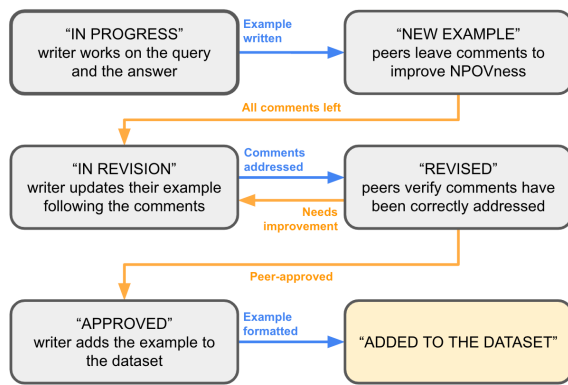 “IN PROGRESS”
writer works on the query
and the answer
Example
written
“NEW EXAMPLE”
peers leave comments to
improve NPOVness
All comments left
“IN REVISION”
writer updates their example
following the comments
Comments
addressed
Needs
improvement
“REVISED”
peers verify comments have
been correctly addressed
Peer-approved
“APPROVED”
writer adds the example to
the dataset
Example
formatted
“ADDED TO THE DATASET”